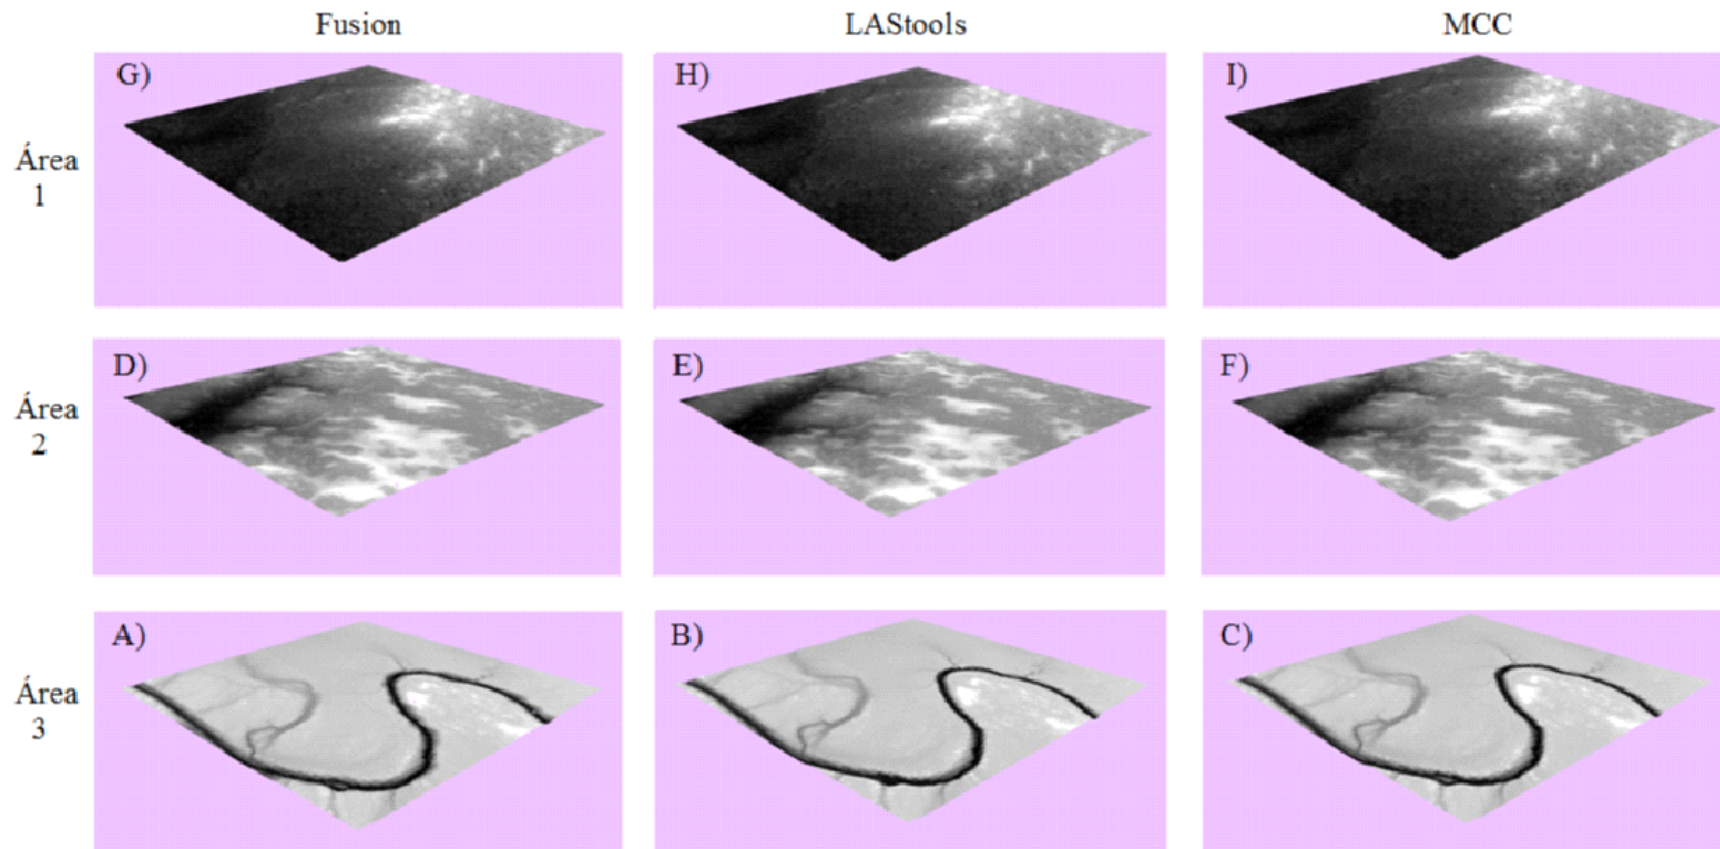 Fusion LAStools MCC
G) H) I)
Área
1
D) E) F)
Área
2
A) B) C)
Área
3